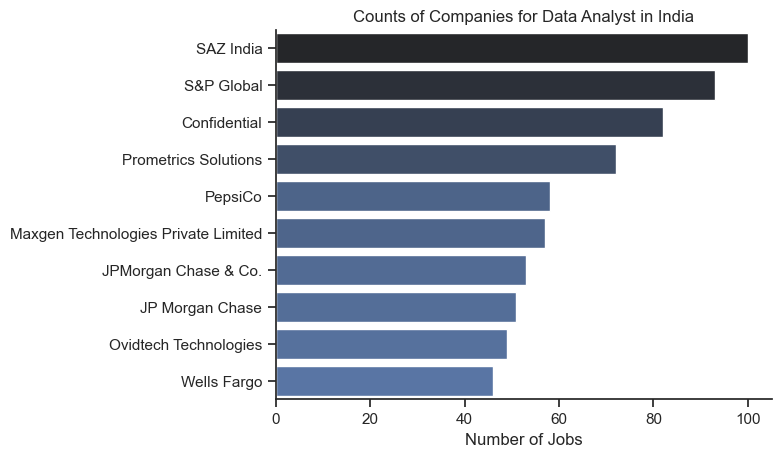 Counts of Companies for Data Analyst in India
SAZ India
S&P Global
Confidential
Prometrics Solutions
PepsiCo
Maxgen Technologies Private Limited
JPMorgan Chase & Co.
JP Morgan Chase
Ovidtech Technologies
Wells Fargo
0 20 40 60 80 100
Number of Jobs